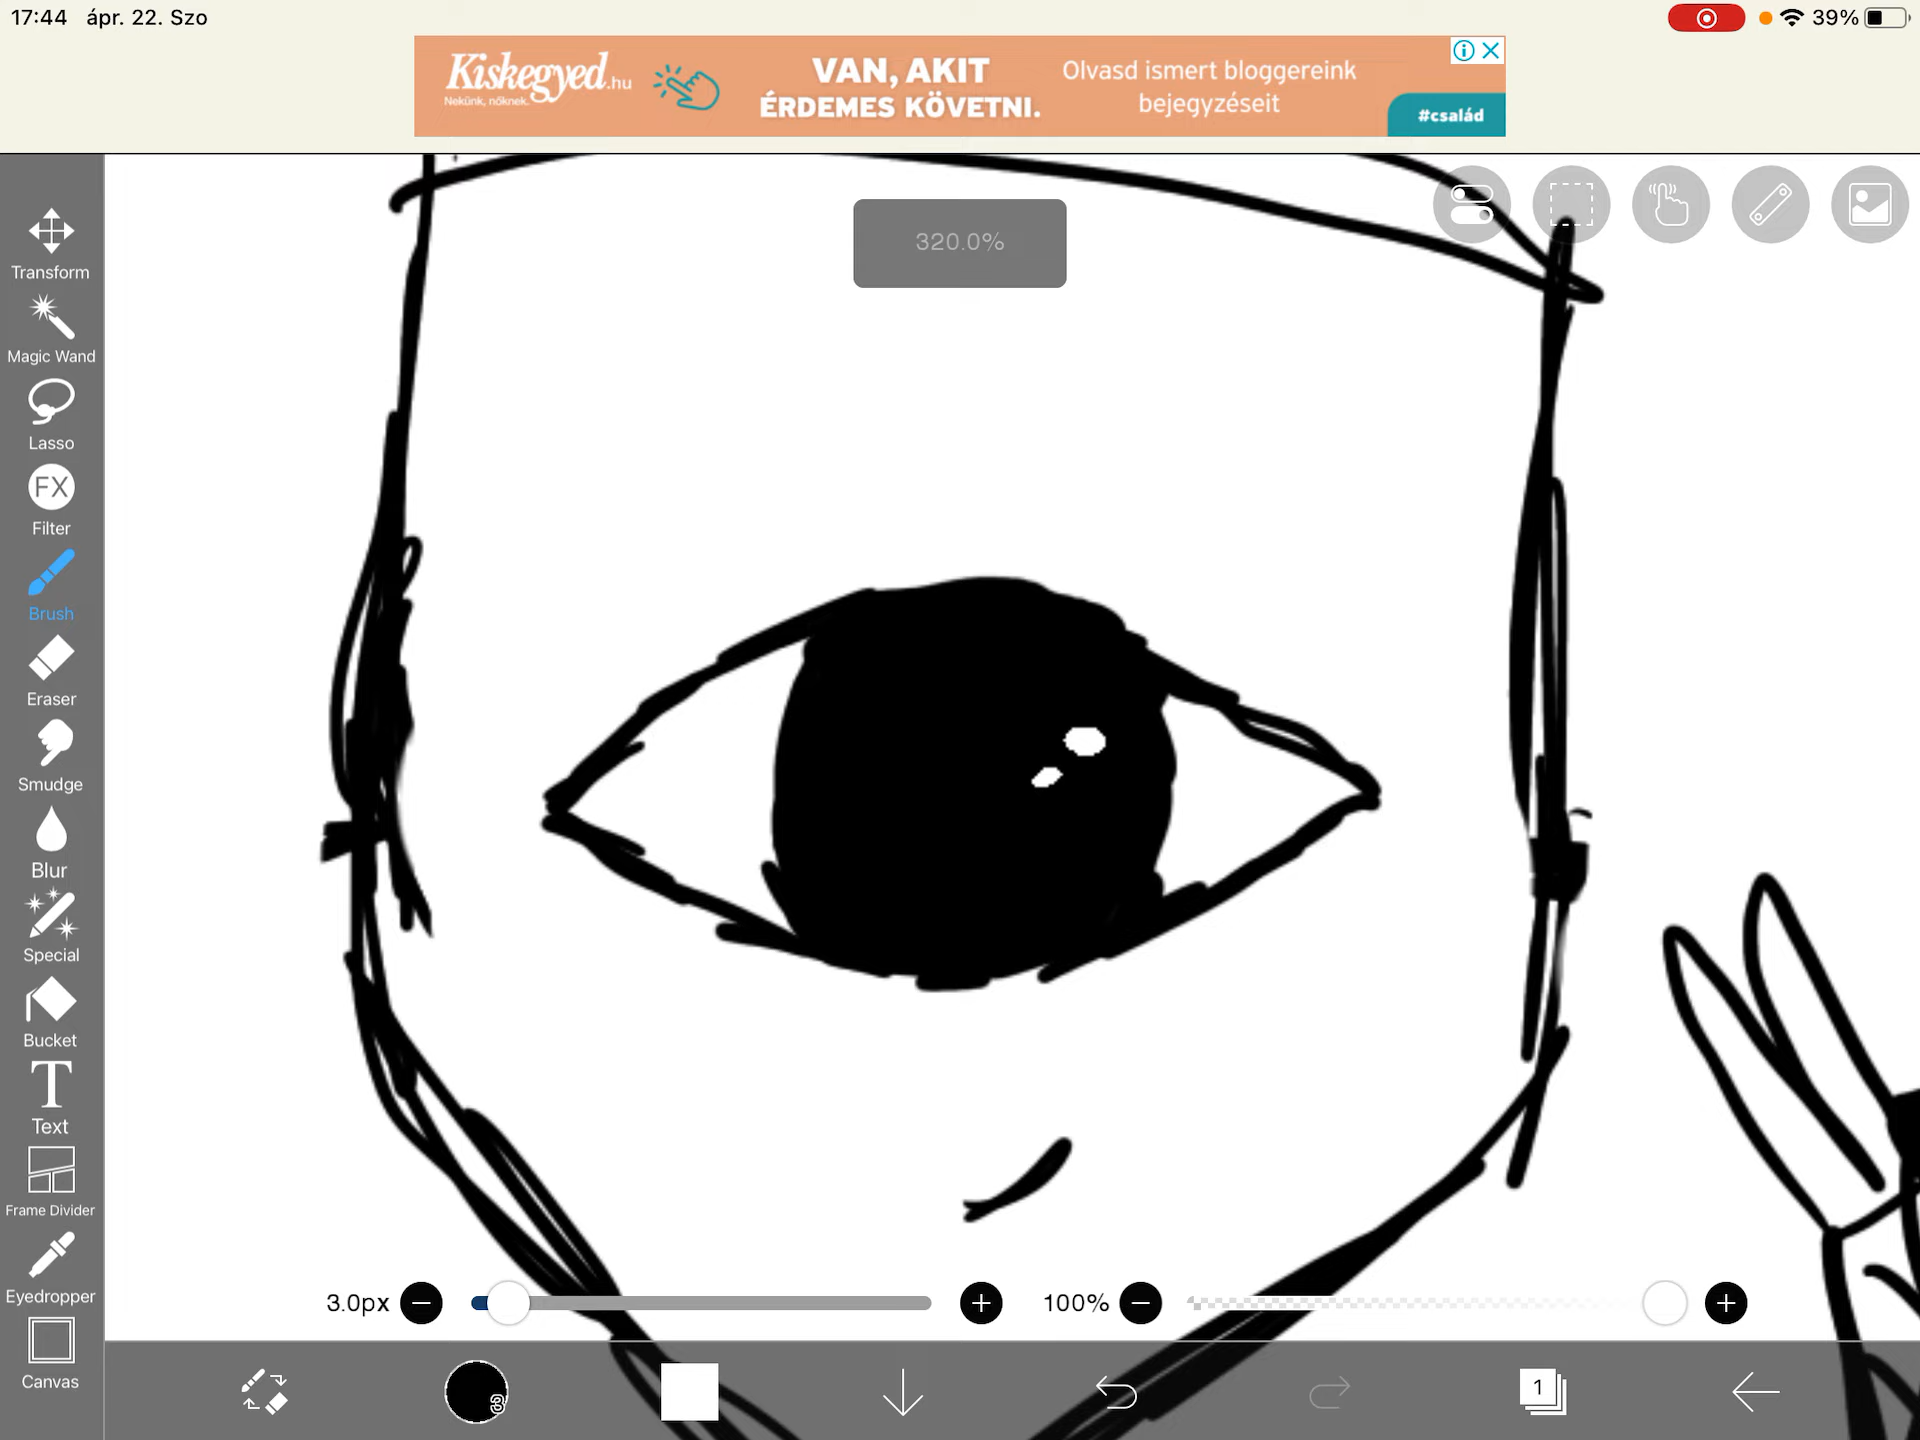 17:44 ápr. 22. Szo
39%
Kiskegyed.hu
Nekünk, nőknek.
VAN, AKIT
ÉRDEMES KÖVETNI.
Olvasd ismert bloggereink
bejegyzéseit
#család
320.0%
Transform
Magic Wand
Lasso
FX
Filter
Brush
Eraser
Smudge
Blur
Special
Bucket
T
Text
Frame Divider
Eyedropper
Canvas
3.0px
100%
3
1